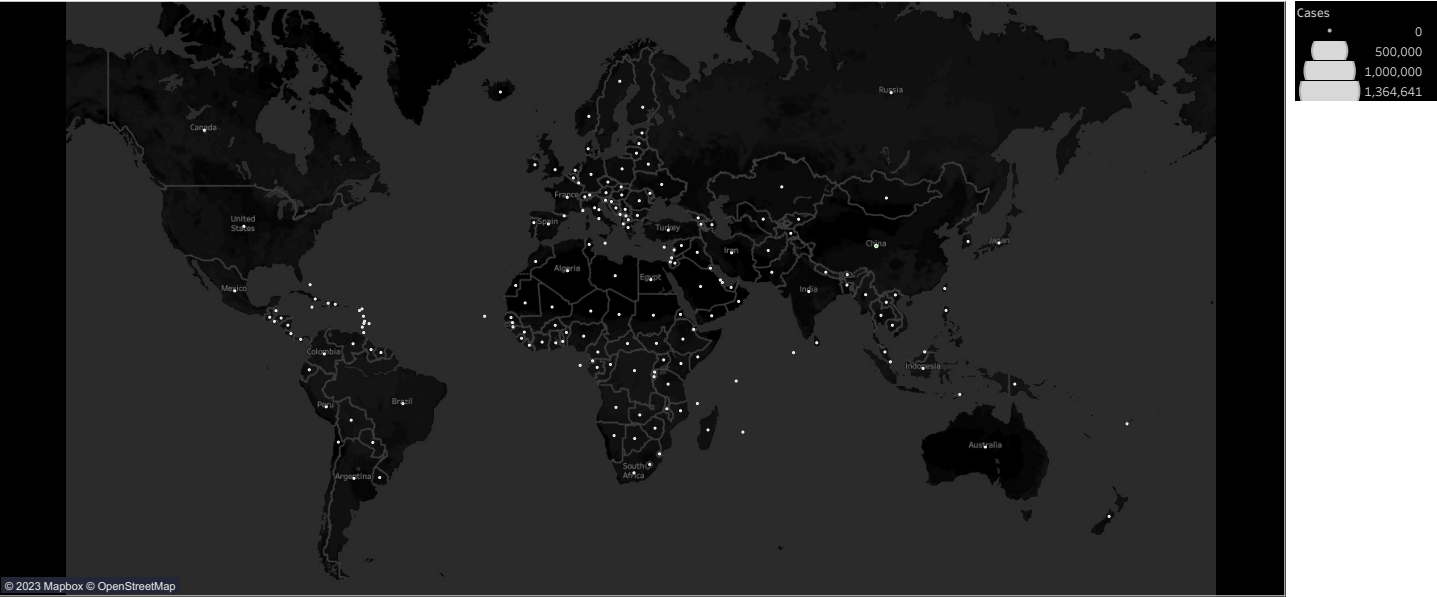 Cases
0
500,000
1,000,000
1,364,641
Russia
Canada
France
United
States
Spain
Turkey
China
Japan
Iran
Algeria
Egypt
Mexico
India
Colombia
Indonesia
Peru
Brazil
Australia
South
Africa
Argentina
© 2023 Mapbox © OpenStreetMap